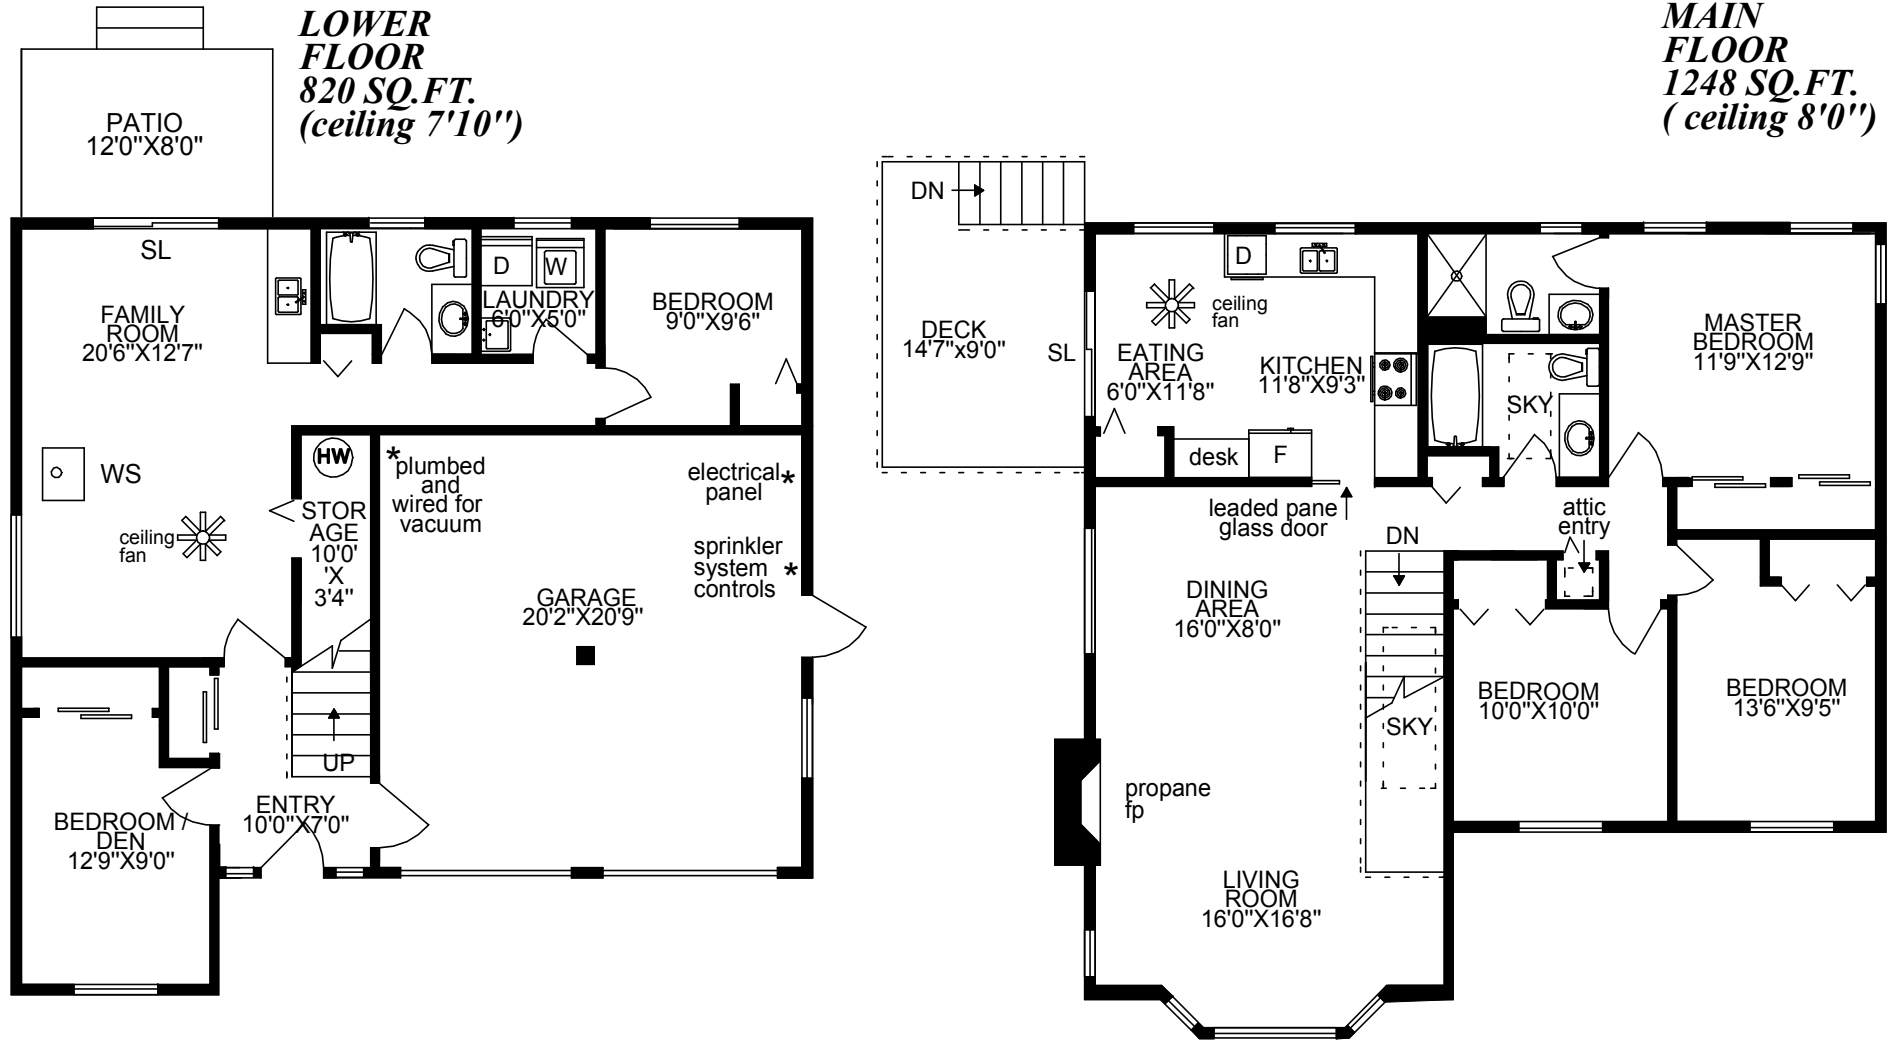 LOWER
FLOOR
820 SQ.FT.
(ceiling 7'10")
PATIO
12'0"X8'0"
SL
FAMILY
ROOM
20'6"X12'7"
D
W
LAUNDRY
6'0"X5'0"
BEDROOM
9'0"X9'6"
WS
ceiling
fan
HW
STOR
AGE
10'0'
'X
3'4"
*plumbed
and
wired for
vacuum
electrical
panel *
sprinkler
system
controls *
GARAGE
20'2"X20'9"
UP
ENTRY
10'0"X7'0"
BEDROOM /
DEN
12'9"X9'0"
MAIN
FLOOR
1248 SQ.FT.
( ceiling 8'0")
DN
DECK
14'7"x9'0"
SL
D
ceiling
fan
EATING
AREA
6'0"X11'8"
KITCHEN
11'8"X9'3"
desk
F
SKY
MASTER
BEDROOM
11'9"X12'9"
leaded pane
glass door
attic
entry
DN
DINING
AREA
16'0"X8'0"
SKY
BEDROOM
10'0"X10'0"
BEDROOM
13'6"X9'5"
propane
fp
LIVING
ROOM
16'0"X16'8"